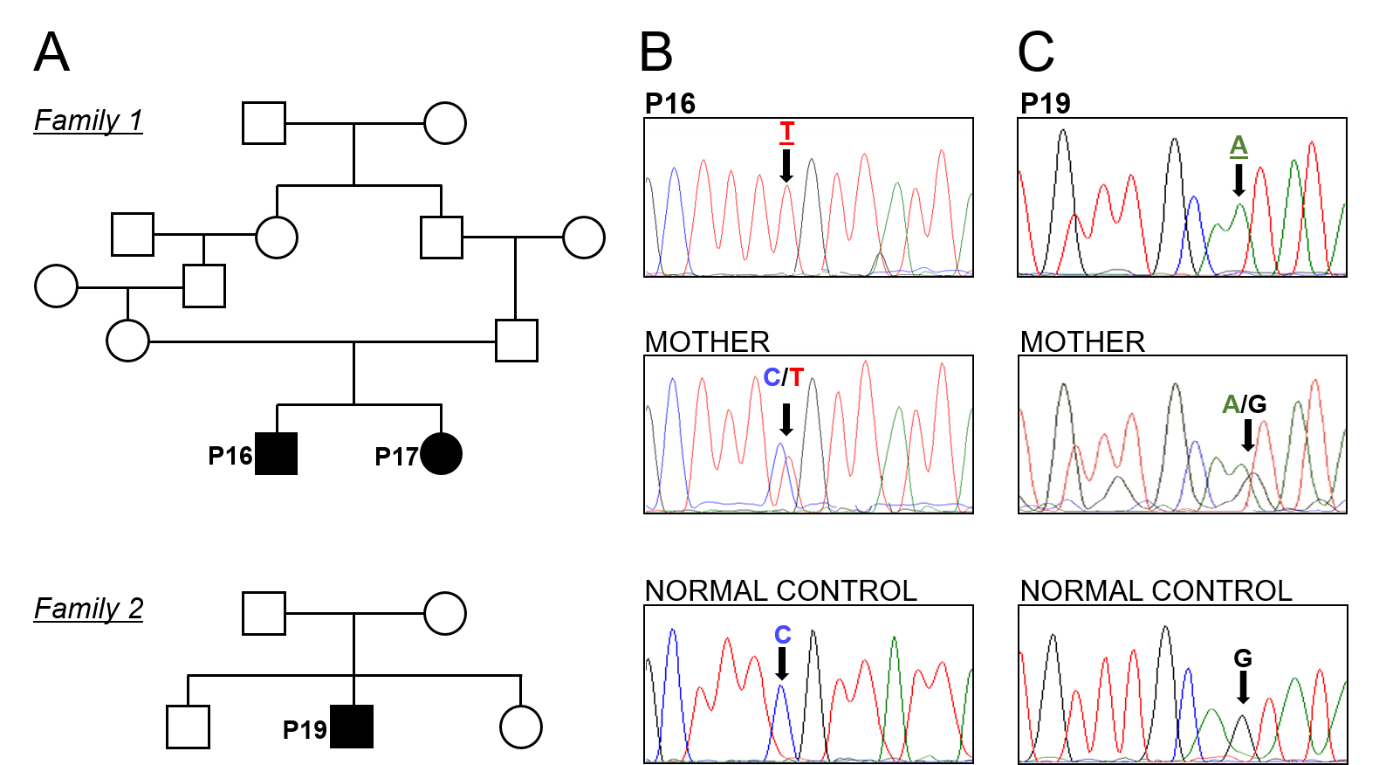 A
Family 1
P16
P17
Family 2
P19
B
P16
T
MOTHER
C/T
NORMAL CONTROL
C
C
P19
A
MOTHER
A/G
NORMAL CONTROL
G